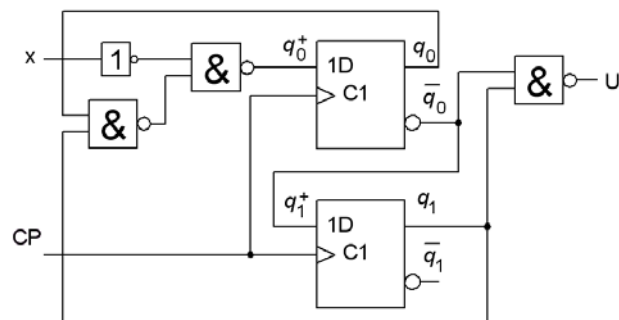 x 1 & q₀⁺ 1D q₀ & U
& C1 q̄₀
q₁⁺ 1D q₁
CP C1 q̄₁